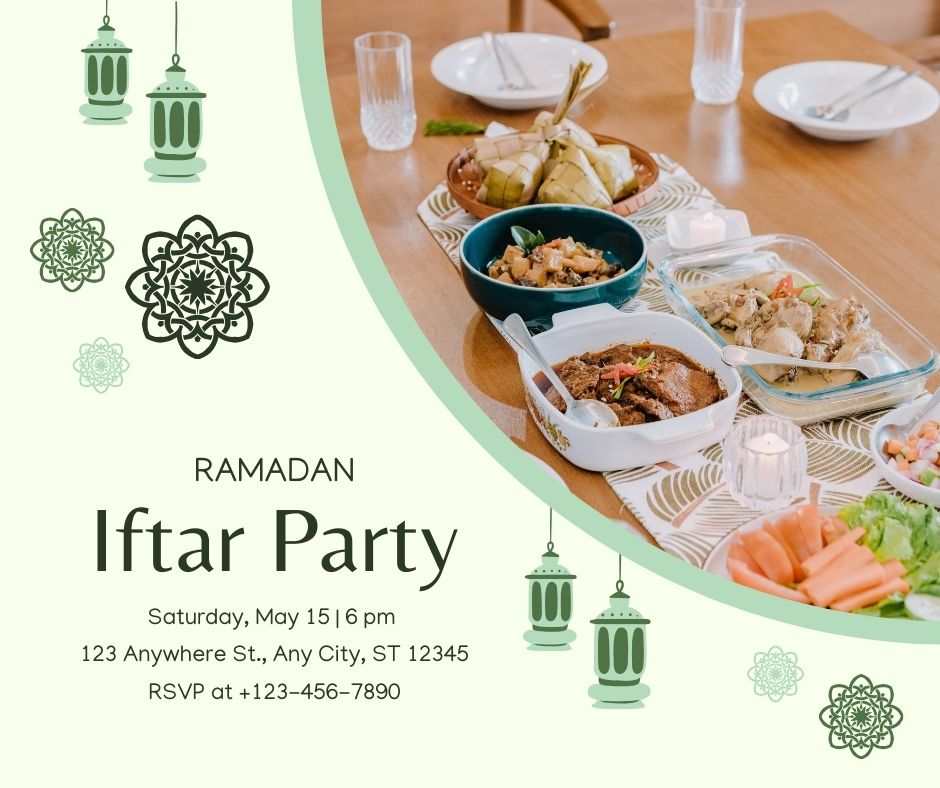 RAMADAN
Iftar Party
Saturday, May 15 | 6 pm
123 Anywhere St., Any City, ST 12345
RSVP at +123-456-7890